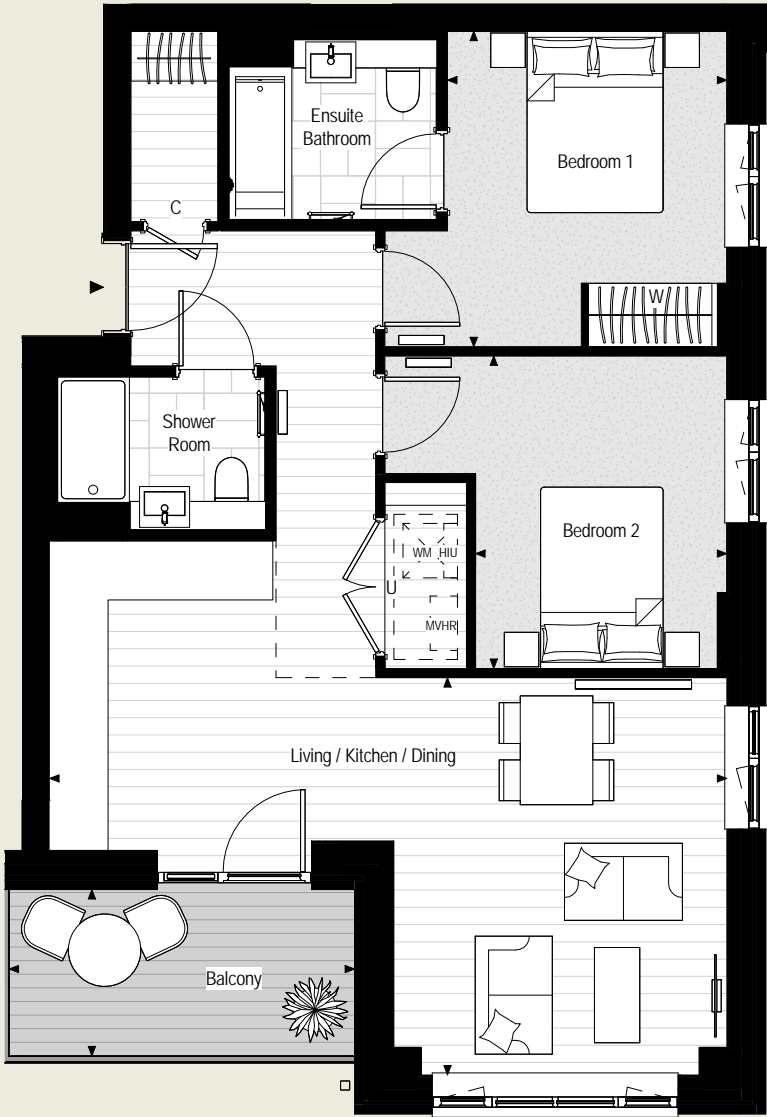 Ensuite
Bathroom
Bedroom 1
C
W
Shower
Room
Bedroom 2
WM HIU
U
MVHR
Living / Kitchen / Dining
Balcony